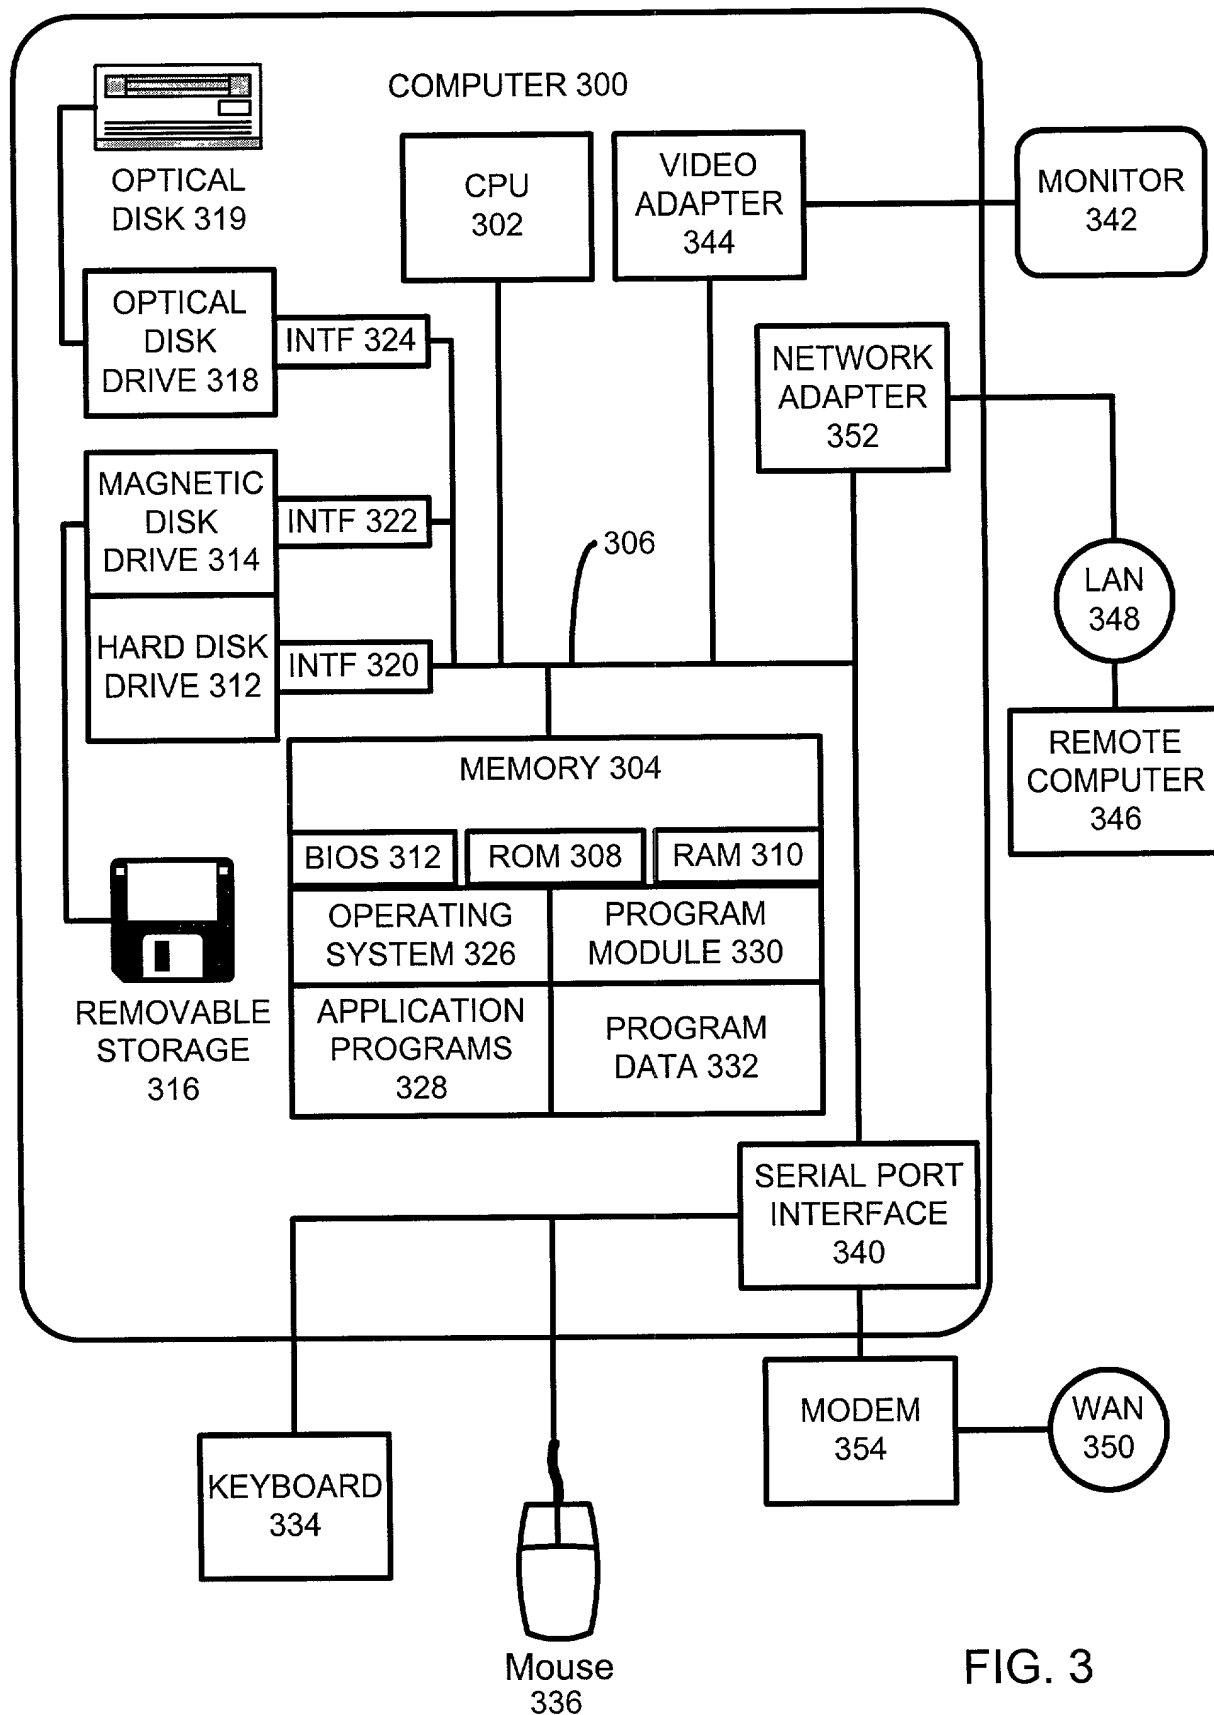 COMPUTER 300
OPTICAL
DISK 319
CPU
302
VIDEO
ADAPTER
344
MONITOR
342
OPTICAL
DISK
DRIVE 318
INTF 324
NETWORK
ADAPTER
352
MAGNETIC
DISK
DRIVE 314
INTF 322
306
LAN
348
HARD DISK
DRIVE 312
INTF 320
REMOTE
COMPUTER
346
MEMORY 304
BIOS 312
ROM 308
RAM 310
OPERATING
SYSTEM 326
PROGRAM
MODULE 330
APPLICATION
PROGRAMS
328
PROGRAM
DATA 332
REMOVABLE
STORAGE
316
SERIAL PORT
INTERFACE
340
MODEM
354
WAN
350
KEYBOARD
334
Mouse
336
FIG. 3